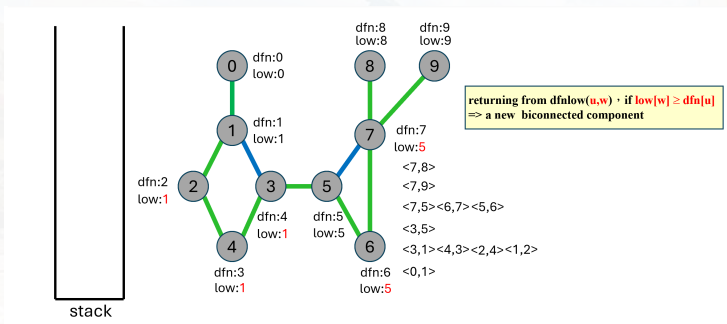 dfn:8
low:8
dfn:9
low:9
0
dfn:0
low:0
8
9
returning from dfnlow(u,w),if low[w] ≥ dfn[u]
=> a new biconnected component
1
dfn:1
low:1
7
dfn:7
low:5
<7,8>
dfn:2
low:1
2
3
5
<7,9>
<7,5><6,7><5,6>
dfn:4
low:1
dfn:5
low:5
<3,5>
4
6
<3,1><4,3><2,4><1,2>
dfn:3
low:1
dfn:6
low:5
<0,1>
stack